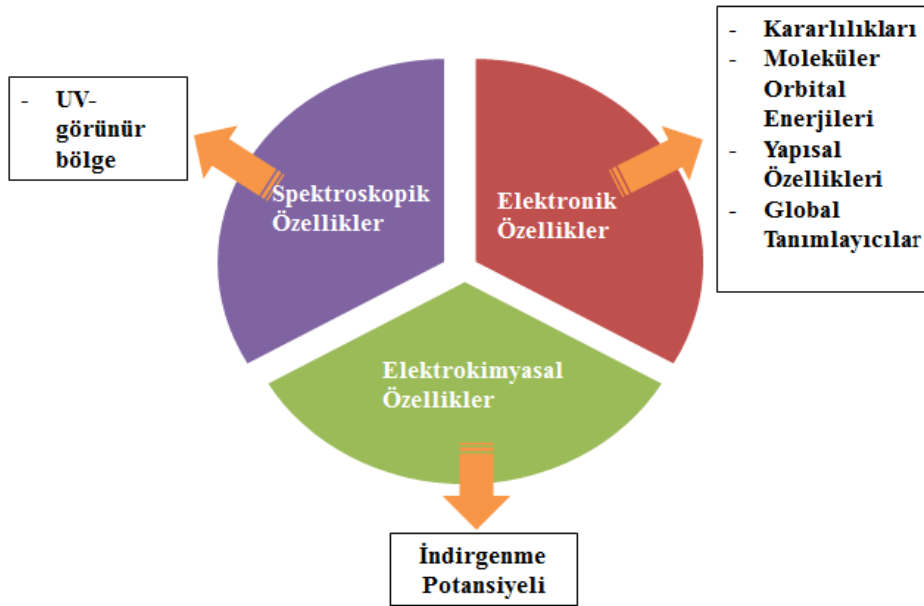 - UV-
görünür
bölge
Spektroskopik
Özellikler
Elektronik
Özellikler
- Kararlılıkları
- Moleküler
Orbital
Enerjileri
- Yapısal
Özellikleri
- Global
Tanımlayıcılar
Elektrokimyasal
Özellikler
İndirgenme
Potansiyeli